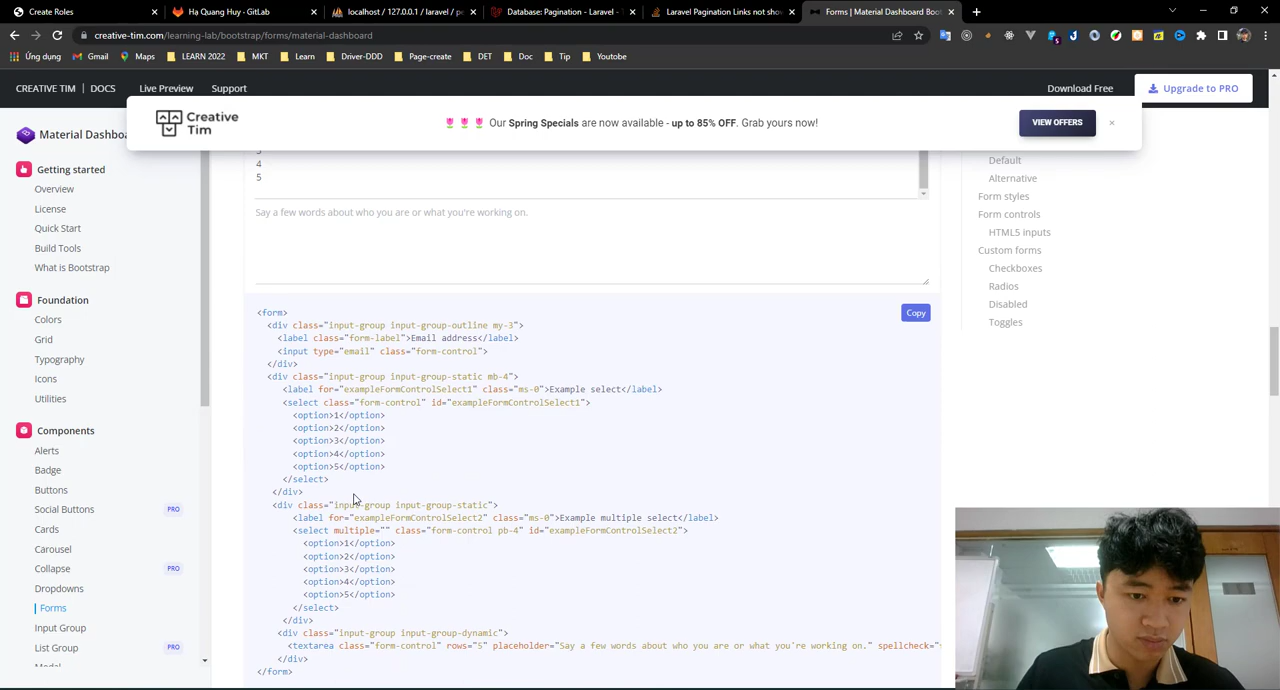 Create Roles
Hạ Quang Huy - GitLab
localhost / 127.0.0.1 / laravel / pe
Database: Pagination - Laravel - T
Laravel Pagination Links not sho
Forms | Material Dashboard Boot
creative-tim.com/learning-lab/bootstrap/forms/material-dashboard
Ứng dụng
Gmail
Maps
LEARN 2022
MKT
Learn
Driver-DDD
Page-create
DET
Doc
Tip
Youtube
CREATIVE TIM
DOCS
Live Preview
Support
Download Free
Upgrade to PRO
Creative Tim
Our Spring Specials are now available - up to 85% OFF. Grab yours now!
VIEW OFFERS
×
Material Dashboa
Getting started
Overview
License
Quick Start
Build Tools
What is Bootstrap
Foundation
Colors
Grid
Typography
Icons
Utilities
Components
Alerts
Badge
Buttons
Social Buttons PRO
Cards
Carousel
Collapse PRO
Dropdowns
Forms
Input Group
List Group PRO
4
5
Say a few words about who you are or what you're working on.
Copy
<form>
<div class="input-group input-group-outline my-3">
<label class="form-label">Email address</label>
<input type="email" class="form-control">
</div>
<div class="input-group input-group-static mb-4">
<label for="exampleFormControlSelect1" class="ms-0">Example select</label>
<select class="form-control" id="exampleFormControlSelect1">
<option>1</option>
<option>2</option>
<option>3</option>
<option>4</option>
<option>5</option>
</select>
</div>
<div class="input-group input-group-static">
<label for="exampleFormControlSelect2" class="ms-0">Example multiple select</label>
<select multiple="" class="form-control pb-4" id="exampleFormControlSelect2">
<option>1</option>
<option>2</option>
<option>3</option>
<option>4</option>
<option>5</option>
</select>
</div>
<div class="input-group input-group-dynamic">
<textarea class="form-control" rows="5" placeholder="Say a few words about who you are or what you're working on." spellcheck="
</div>
</form>
Default
Alternative
Form styles
Form controls
HTML5 inputs
Custom forms
Checkboxes
Radios
Disabled
Toggles